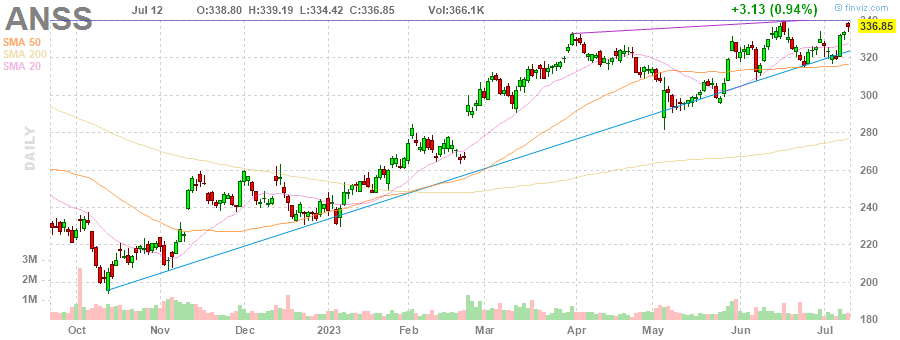 ANSS
Jul 12 O:338.80 H:339.19 L:334.42 C:336.85 Vol:366.1K
+3.13 (0.94%)
© finviz.com
SMA 50
SMA 200
SMA 20
DAILY
340
336.85
320
300
280
260
240
220
200
180
3M
2M
1M
Oct Nov Dec 2023 Feb Mar Apr May Jun Jul